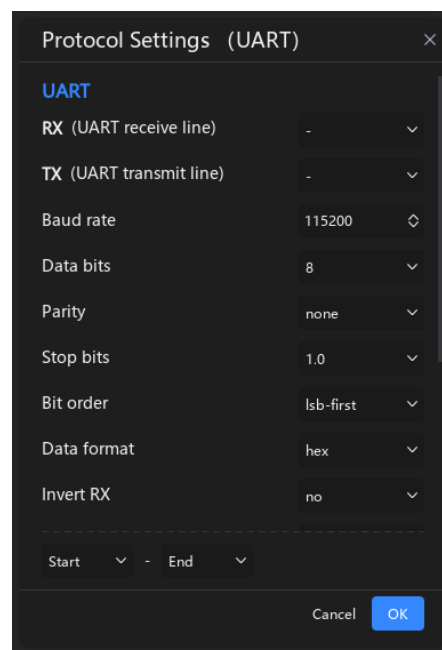 Protocol Settings (UART)
UART
RX (UART receive line) -
TX (UART transmit line) -
Baud rate 115200
Data bits 8
Parity none
Stop bits 1.0
Bit order lsb-first
Data format hex
Invert RX no
Start - End
Cancel OK